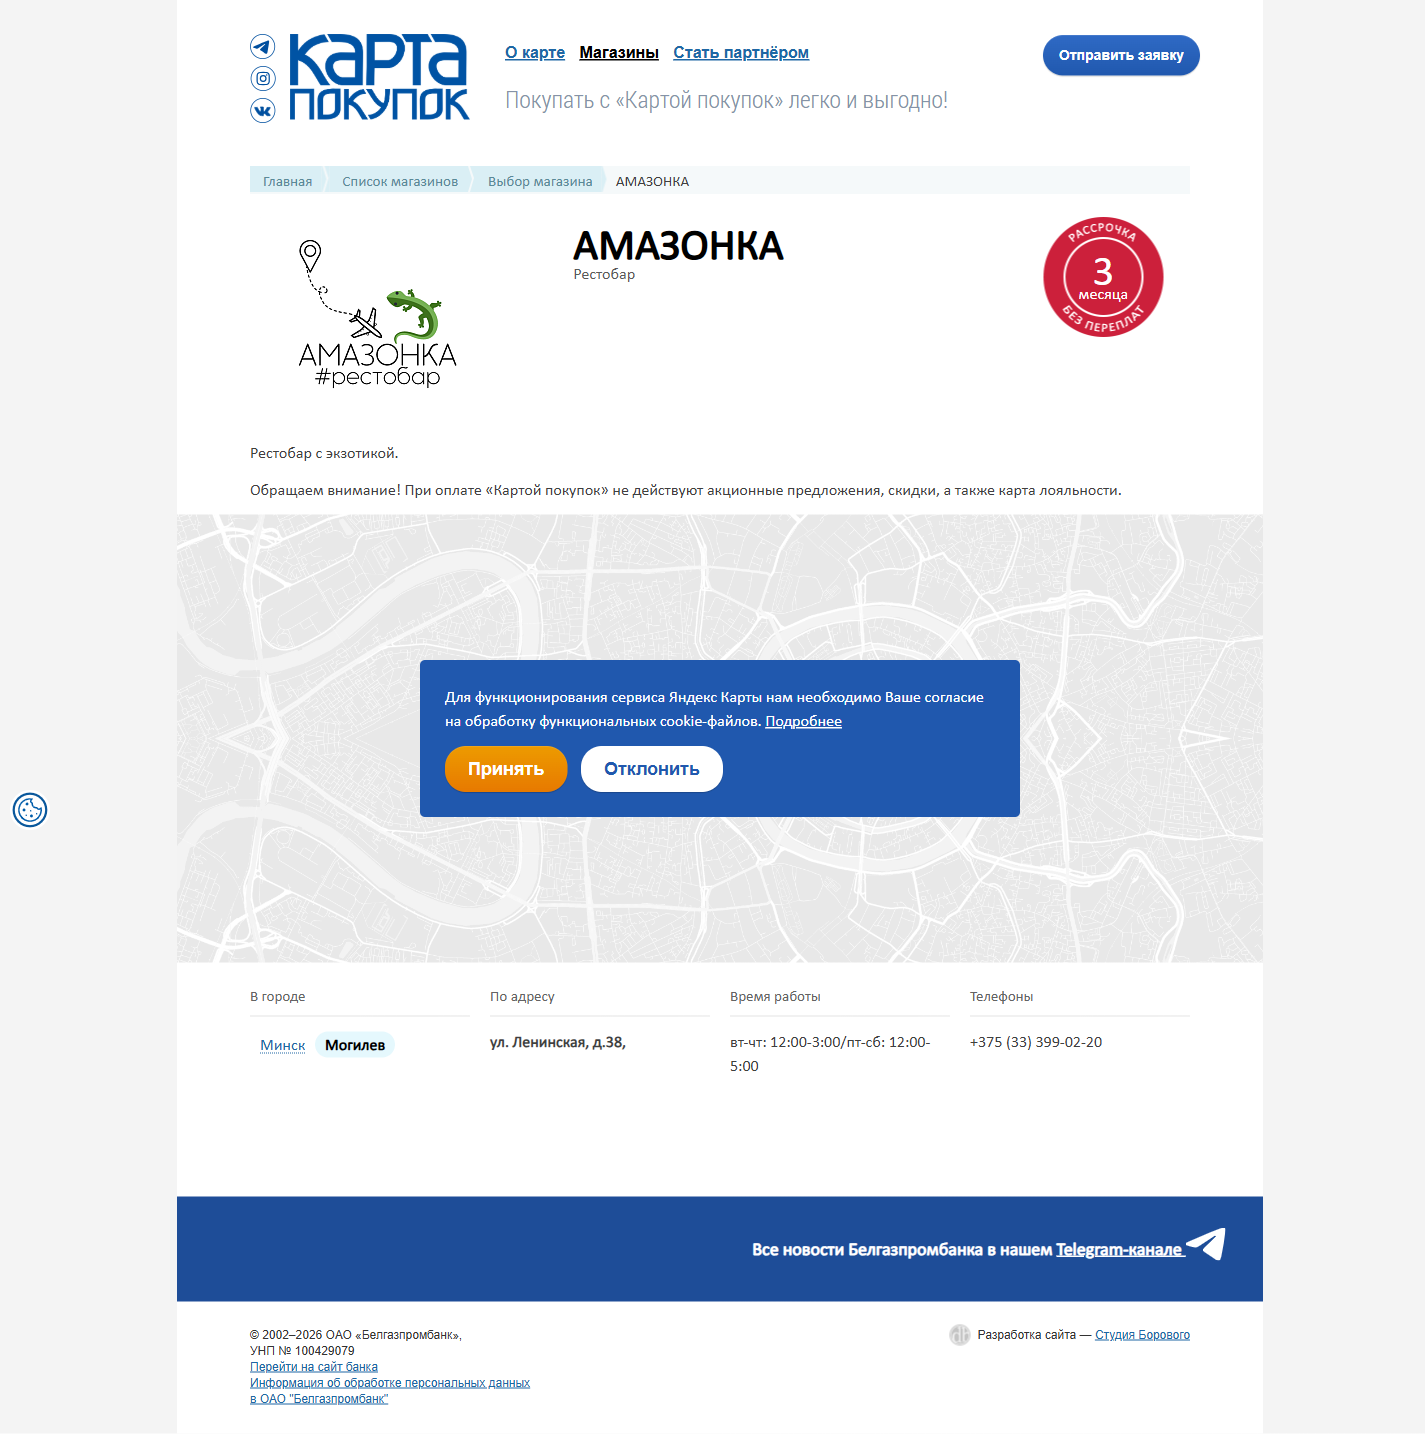 Карта
покупок
О карте Магазины Стать партнёром
Отправить заявку
Покупать с «Картой покупок» легко и выгодно!
Главная Список магазинов Выбор магазина АМАЗОНКА
АМАЗОНКА
#рестобар
АМАЗОНКА
Рестобар
РАССРОЧКА
3
месяца
БЕЗ ПЕРЕПЛАТ
Рестобар с экзотикой.
Обращаем внимание! При оплате «Картой покупок» не действуют акционные предложения, скидки, а также карта лояльности.
Для функционирования сервиса Яндекс Карты нам необходимо Ваше согласие
на обработку функциональных cookie-файлов. Подробнее
Принять Отклонить
В городе По адресу Время работы Телефоны
Минск Могилев ул. Ленинская, д.38, вт-чт: 12:00-3:00/пт-сб: 12:00- +375 (33) 399-02-20
5:00
Все новости Белгазпромбанка в нашем Telegram-канале
© 2002–2026 ОАО «Белгазпромбанк»,
УНП № 100429079
Перейти на сайт банка
Информация об обработке персональных данных
в ОАО "Белгазпромбанк"
Разработка сайта — Студия Борового